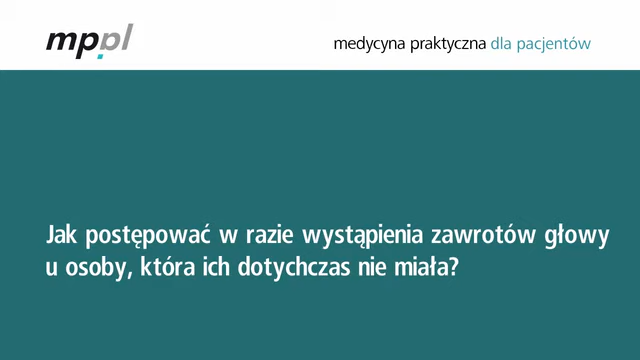 mp.pl
medycyna praktyczna dla pacjentów
Jak postępować w razie wystąpienia zawrotów głowy
u osoby, która ich dotychczas nie miała?